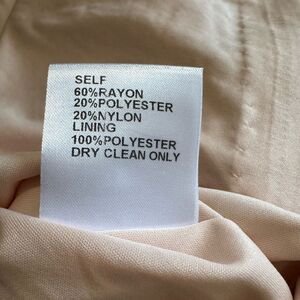 SELF
60%RAYON
20%POLYESTER
20%NYLON
LINING
100%POLYESTER
DRY CLEAN ONLY